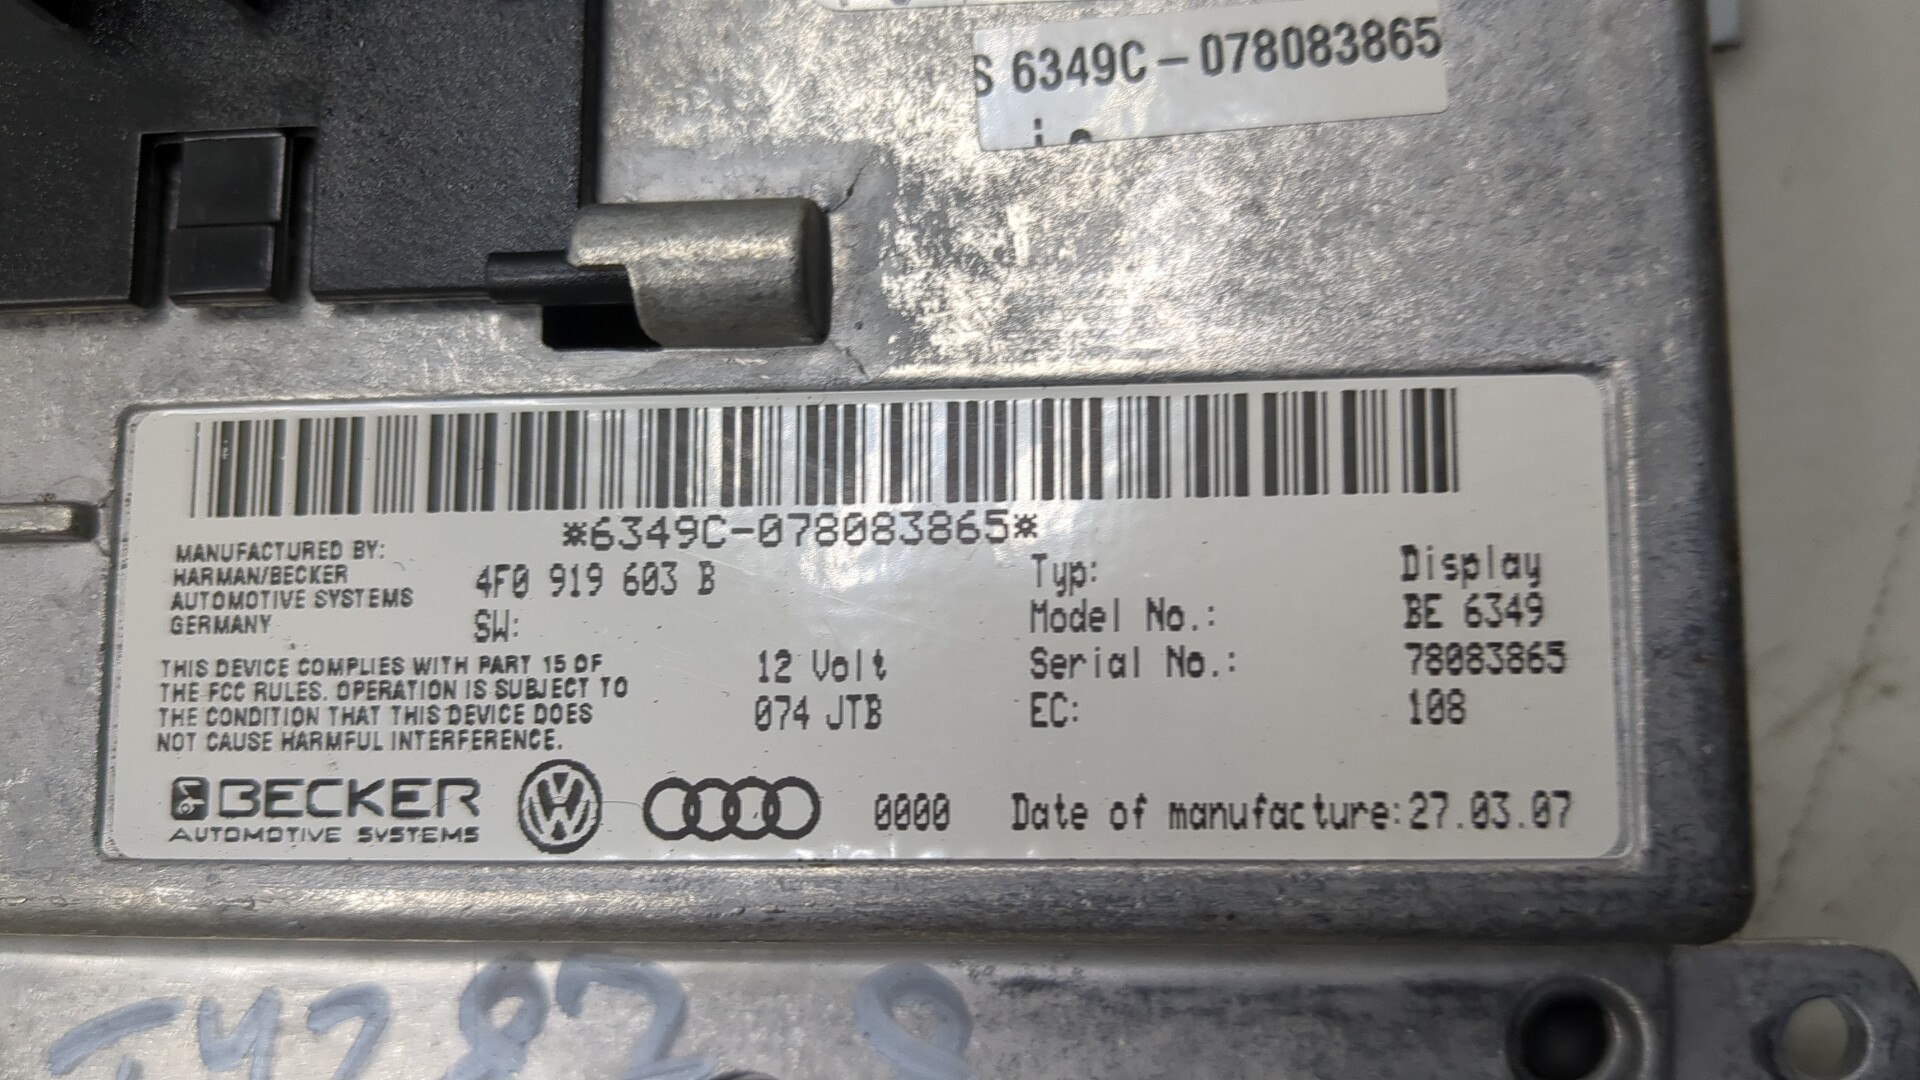 S 6349C-078083865
*6349C-078083865*
MANUFACTURED BY:
HARMAN/BECKER
AUTOMOTIVE SYSTEMS
GERMANY
4F0 919 603 B
SW:
Typ: Display
Model No.: BE 6349
Serial No.: 78083865
EC: 108
THIS DEVICE COMPLIES WITH PART 15 OF
THE FCC RULES. OPERATION IS SUBJECT TO
THE CONDITION THAT THIS DEVICE DOES
NOT CAUSE HARMFUL INTERFERENCE.
12 Volt
074 JTB
BECKER
AUTOMOTIVE SYSTEMS
VW
0000
Date of manufacture:27.03.07